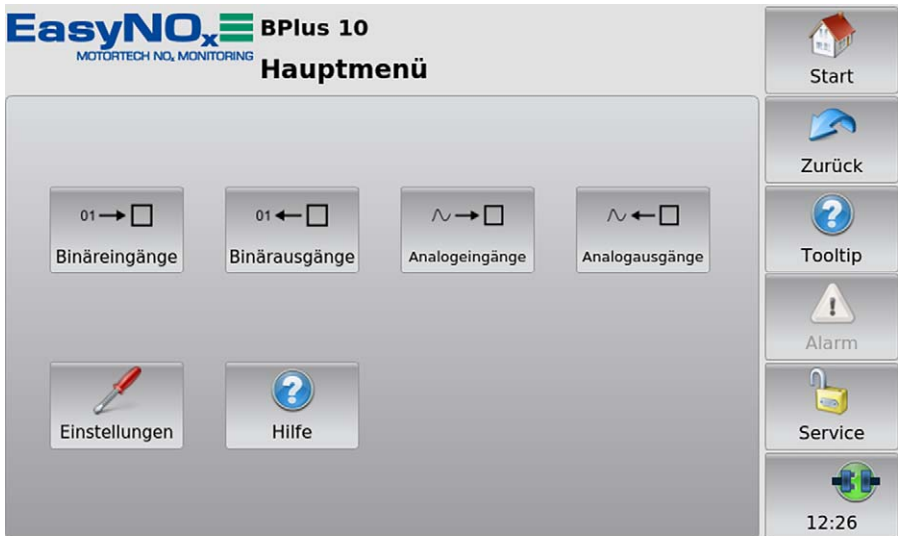 EasyNOx
MOTORTECH NOx MONITORING
BPlus 10
Hauptmenü
01
Binäreingänge
01
Binärausgänge
Analogeingänge
Analogausgänge
Einstellungen
Hilfe
Start
Zurück
Tooltip
Alarm
Service
12:26